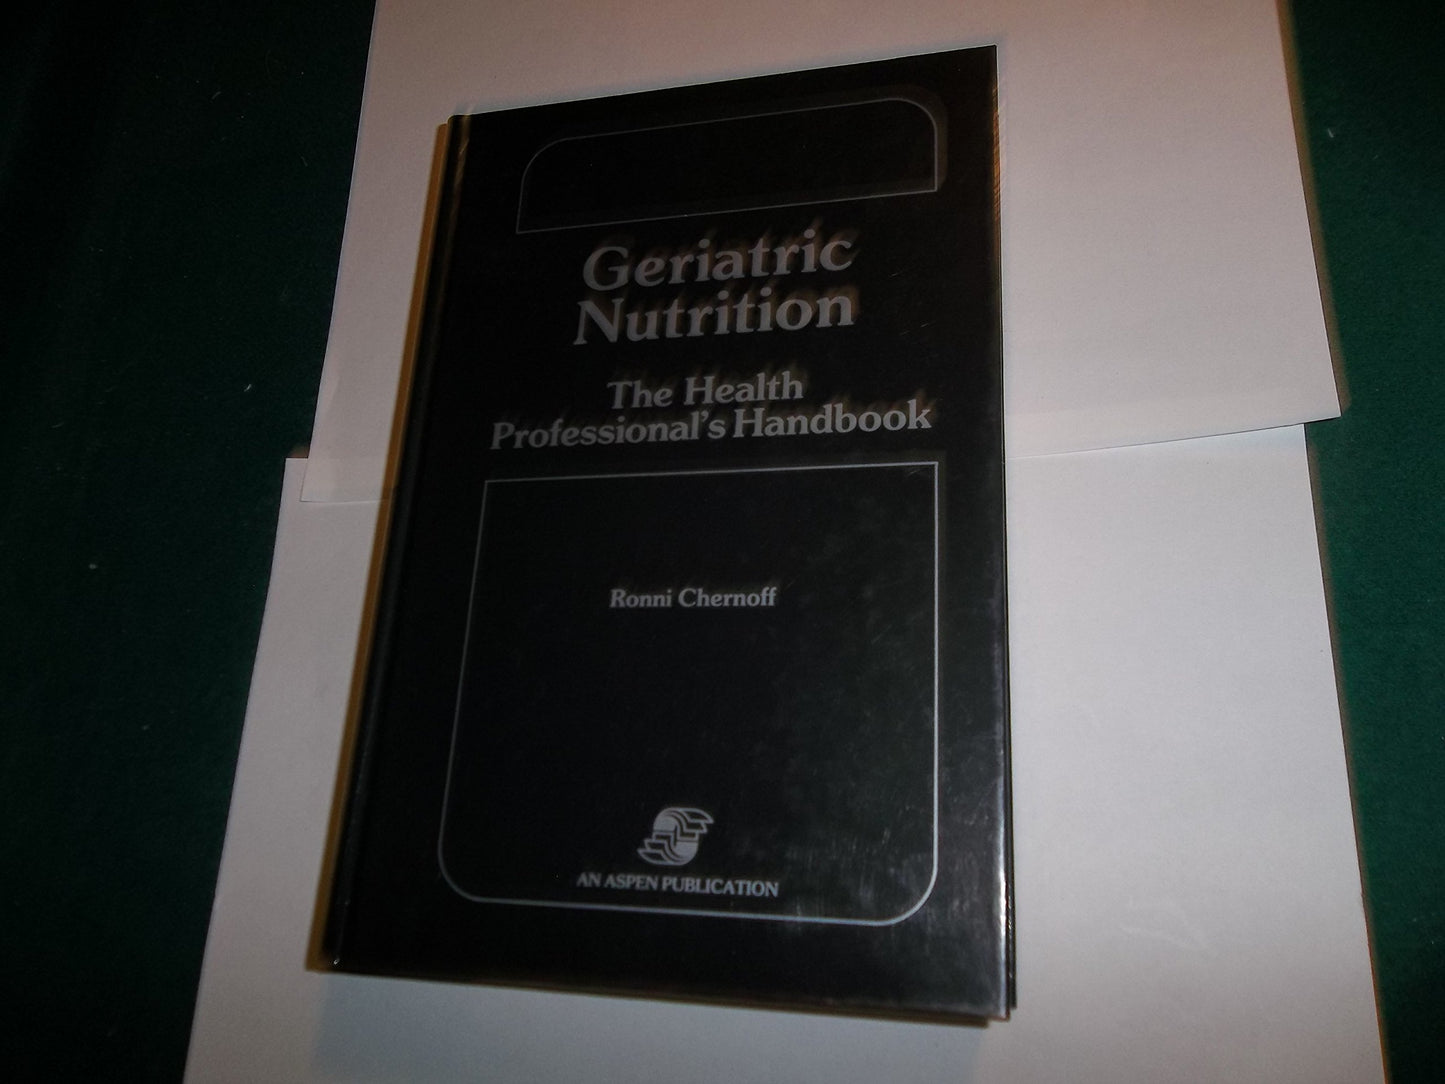 Geriatric
Nutrition
The Health
Professional's Handbook
Ronni Chernoff
AN ASPEN PUBLICATION